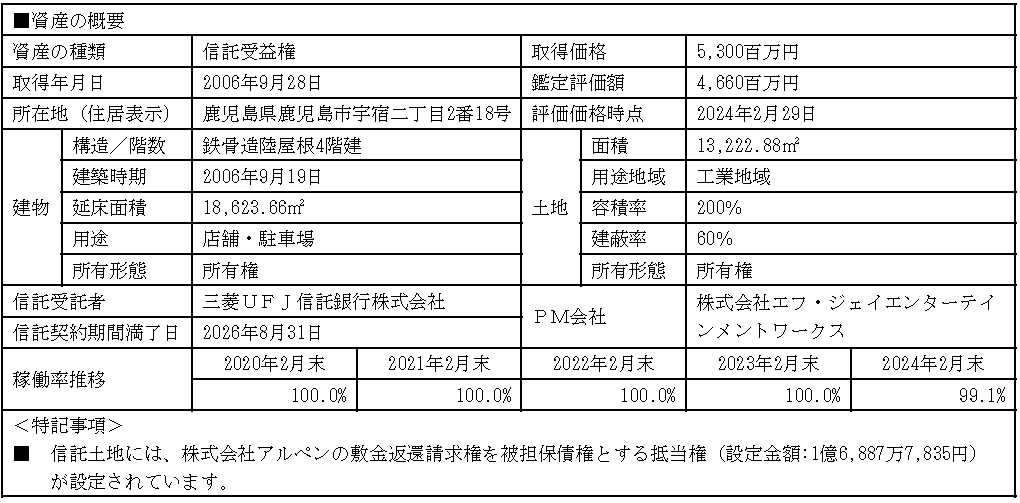 ■資産の概要
資産の種類 信託受益権 取得価格 5,300百万円
取得年月日 2006年9月28日 鑑定評価額 4,660百万円
所在地（住居表示） 鹿児島県鹿児島市宇宿二丁目2番18号 評価価格時点 2024年2月29日
建物 構造／階数 鉄骨造陸屋根4階建 土地 面積 13,222.88㎡
建築時期 2006年9月19日 用途地域 工業地域
延床面積 18,623.66㎡ 容積率 200%
用途 店舗・駐車場 建蔽率 60%
所有形態 所有権 所有形態 所有権
信託受託者 三菱ＵＦＪ信託銀行株式会社 ＰＭ会社 株式会社エフ・ジェイエンターテイ
ンメントワークス
信託契約期間満了日 2026年8月31日
稼働率推移 2020年2月末 2021年2月末 2022年2月末 2023年2月末 2024年2月末
100.0% 100.0% 100.0% 100.0% 99.1%
＜特記事項＞
■ 信託土地には、株式会社アルペンの敷金返還請求権を被担保債権とする抵当権（設定金額:1億6,887万7,835円）
が設定されています。